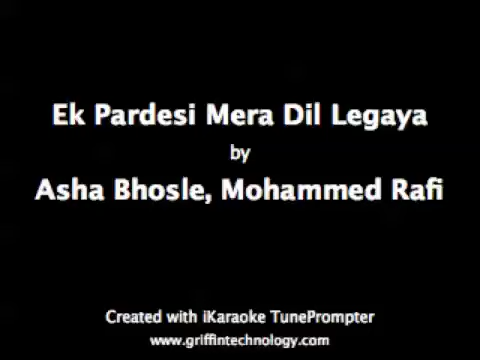 Ek Pardesi Mera Dil Legaya
by
Asha Bhosle, Mohammed Rafi
Created with iKaraoke TunePrompter
www.griffintechnology.com